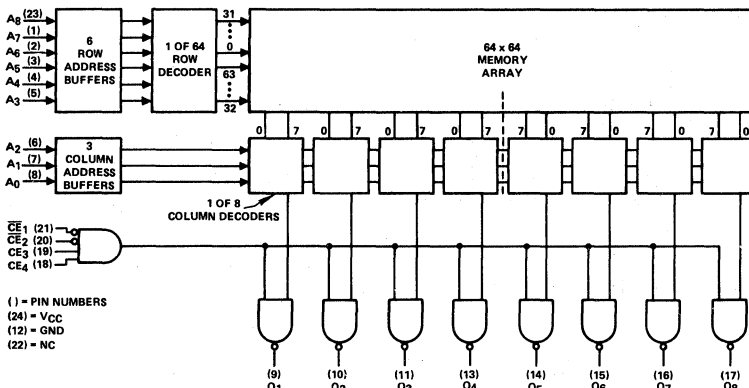 A8 (23)
A7 (1)
A6 (2)
A5 (3)
A4 (4)
A3 (5)
6
ROW
ADDRESS
BUFFERS
1 OF 64
ROW
DECODER
31
0
63
32
64 x 64
MEMORY
ARRAY
A2 (6)
A1 (7)
A0 (8)
3
COLUMN
ADDRESS
BUFFERS
0 7 0 7 0 7 0 7 7 0 7 0 7 0 7 0
1 OF 8
COLUMN DECODERS
CE1 (21)
CE2 (20)
CE3 (19)
CE4 (18)
( ) = PIN NUMBERS
(24) = VCC
(12) = GND
(22) = NC
(9) (10) (11) (13) (14) (15) (16) (17)
O1 O2 O3 O4 O5 O6 O7 O8